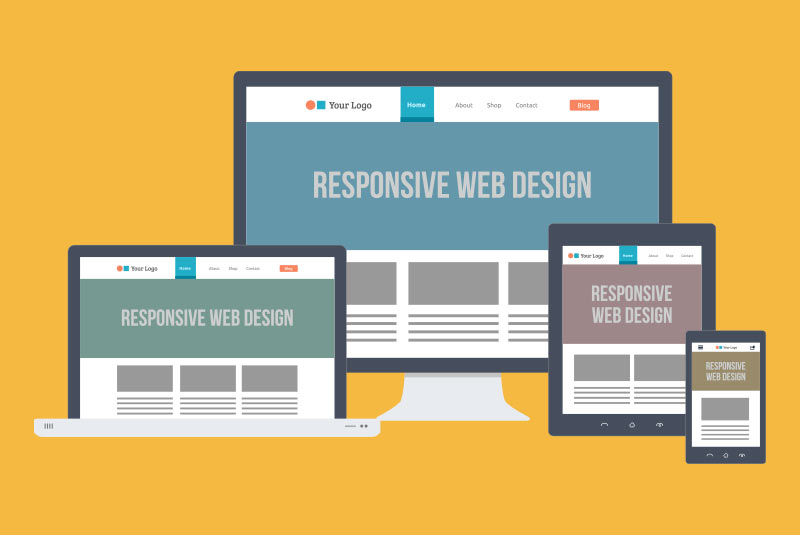 Your Logo Home About Shop Contact Blog
RESPONSIVE WEB DESIGN
Your Logo Home About Shop Contact Blog
RESPONSIVE WEB DESIGN
Your Logo Home About Shop Contact
RESPONSIVE
WEB DESIGN
Your Logo
RESPONSIVE
WEB DESIGN